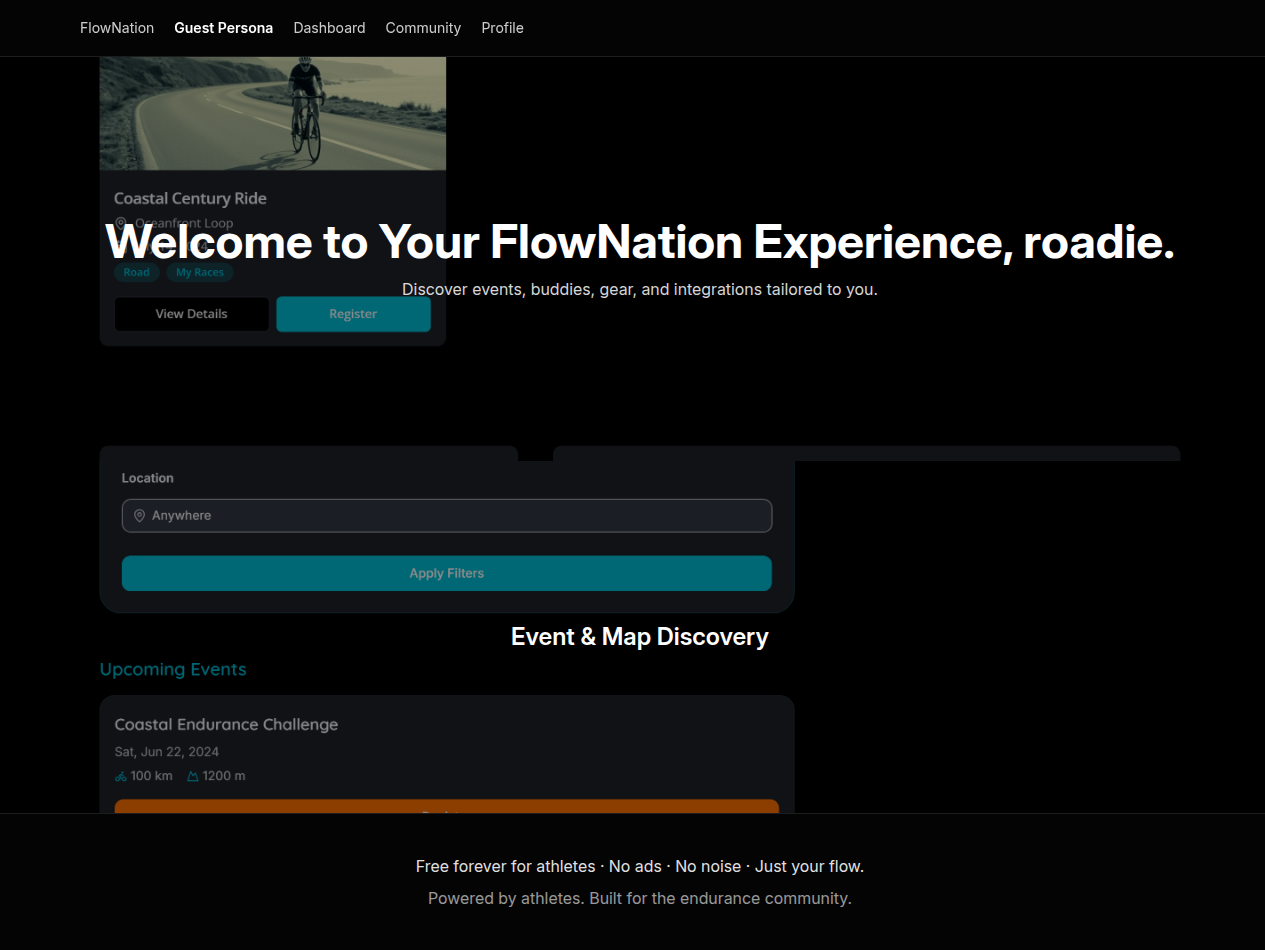 FlowNation Guest Persona Dashboard Community Profile
Coastal Century Ride
Oceanfront Loop
Welcome to Your FlowNation Experience, roadie.
Road My Races
Discover events, buddies, gear, and integrations tailored to you.
View Details Register
Location
Anywhere
Apply Filters
Event & Map Discovery
Upcoming Events
Coastal Endurance Challenge
Sat, Jun 22, 2024
100 km 1200 m
Free forever for athletes · No ads · No noise · Just your flow.
Powered by athletes. Built for the endurance community.